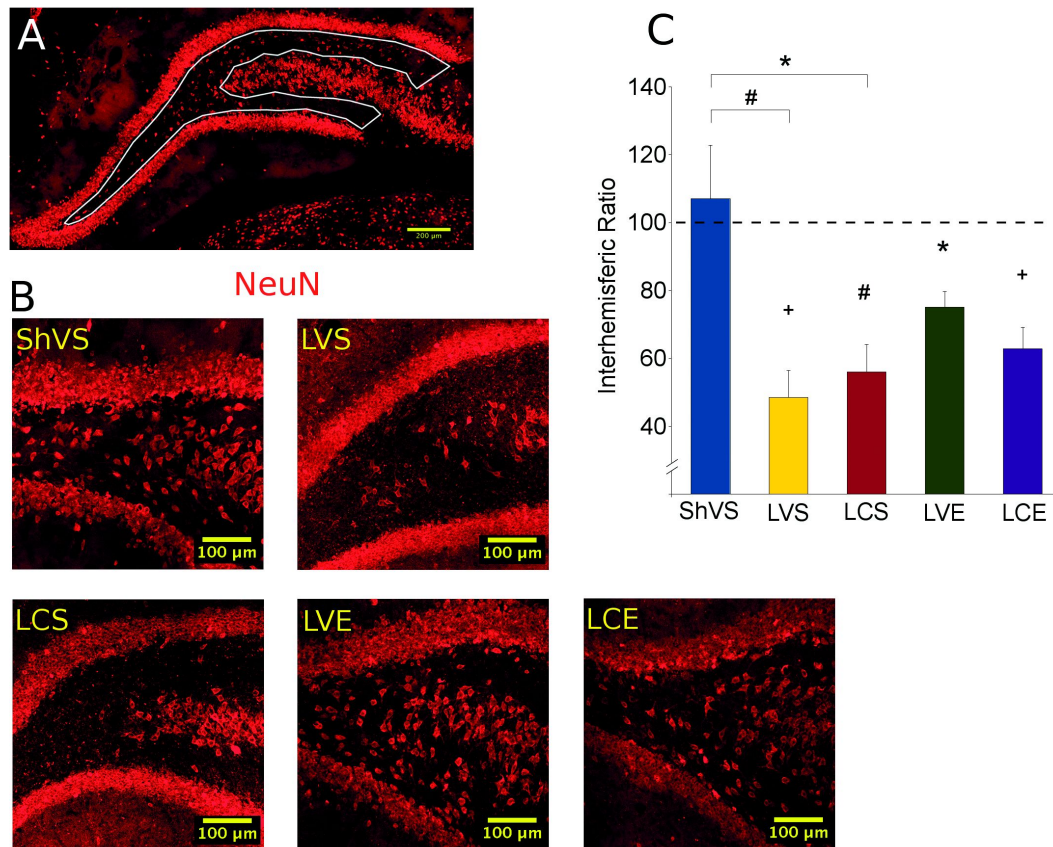 A
200 µm
NeuN
B
ShVS
100 µm
LVS
100 µm
LCS
100 µm
LVE
100 µm
LCE
100 µm
C
*
#
140
120
100
80
60
40
Interhemisferic Ratio
+
#
*
+
ShVS LVS LCS LVE LCE